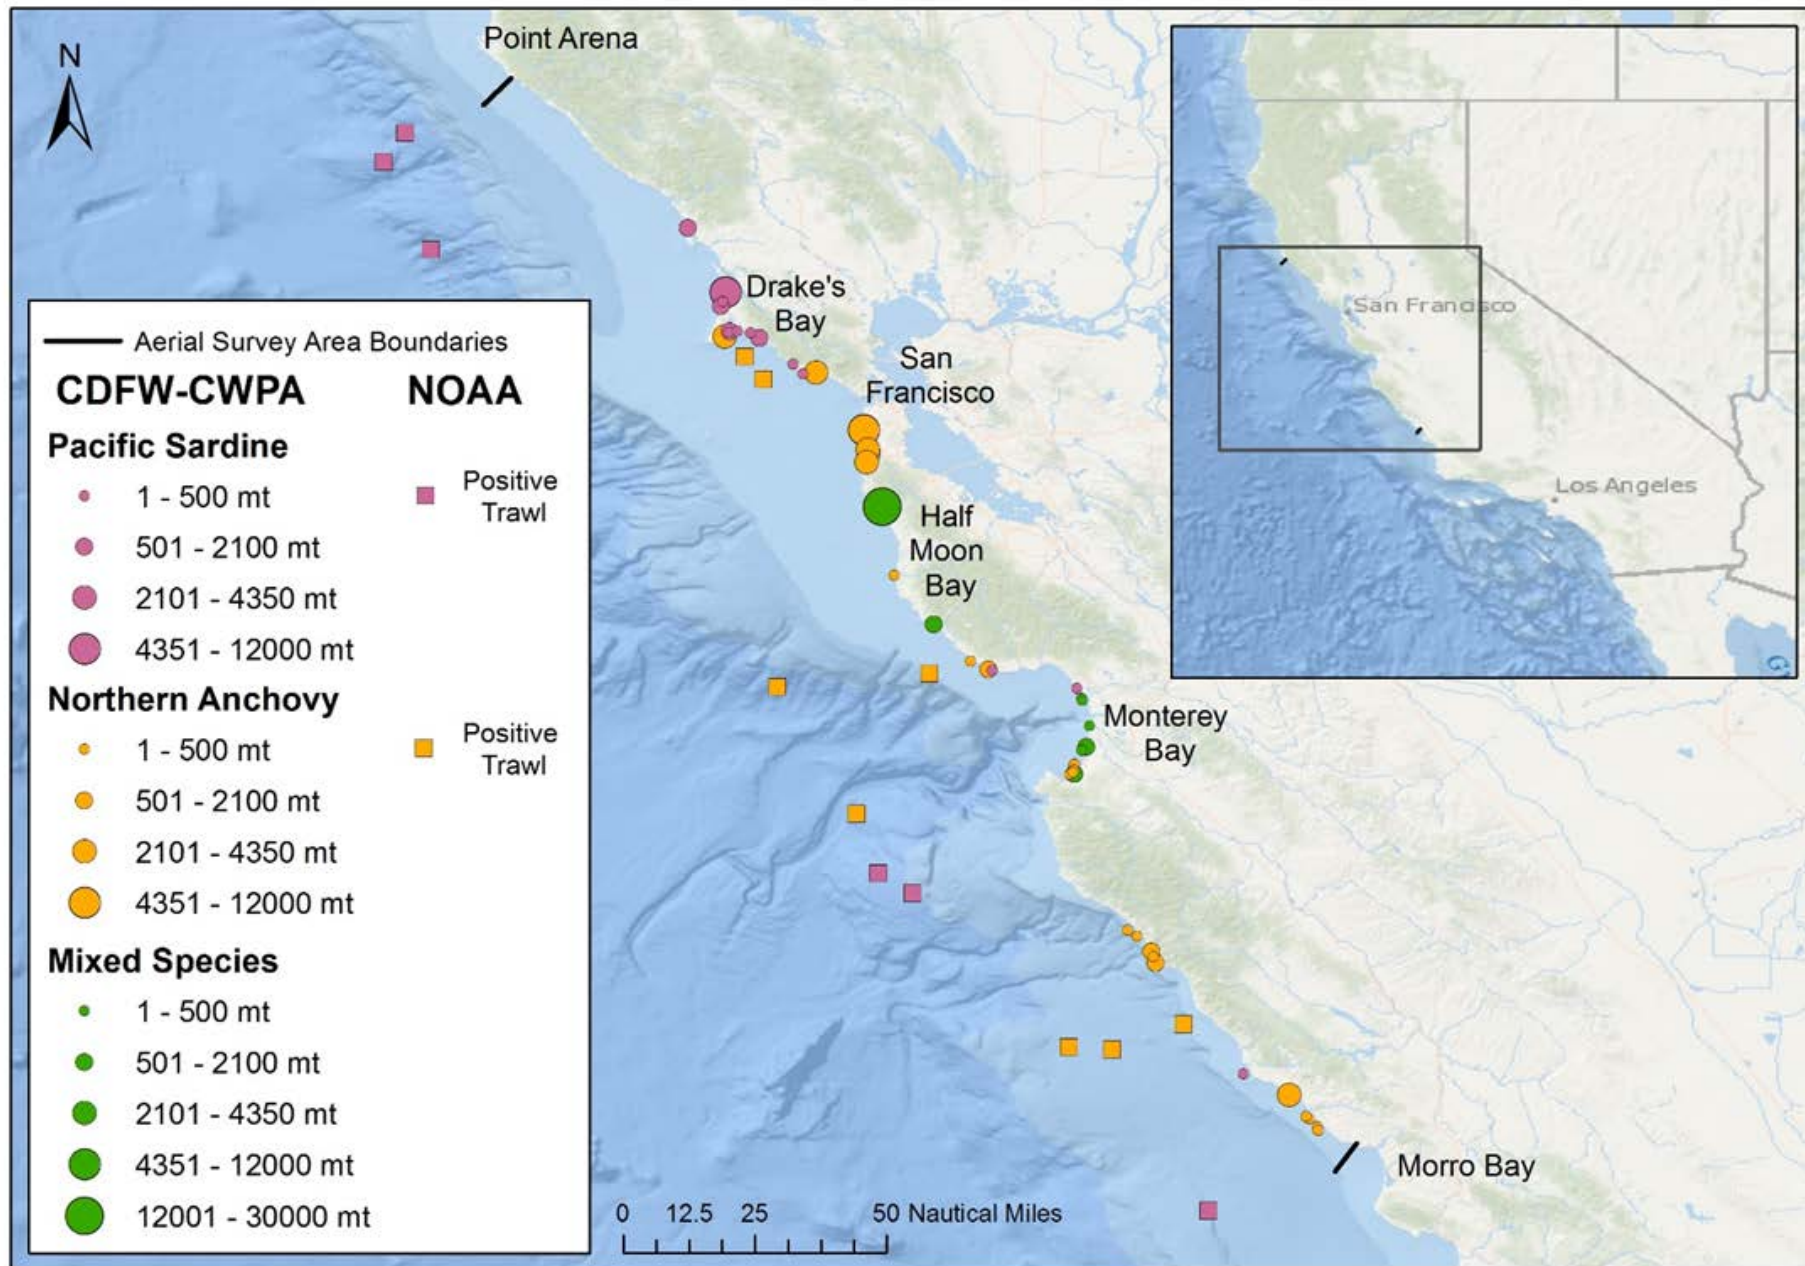 Point Arena
N
Drake's
Bay
San
Francisco
Half
Moon
Bay
Monterey
Bay
Morro Bay
San Francisco
Los Angeles
Aerial Survey Area Boundaries
CDFW-CWPA NOAA
Pacific Sardine
1 - 500 mt
501 - 2100 mt
2101 - 4350 mt
4351 - 12000 mt
Positive
Trawl
Northern Anchovy
1 - 500 mt
501 - 2100 mt
2101 - 4350 mt
4351 - 12000 mt
Positive
Trawl
Mixed Species
1 - 500 mt
501 - 2100 mt
2101 - 4350 mt
4351 - 12000 mt
12001 - 30000 mt
0 12.5 25 50 Nautical Miles